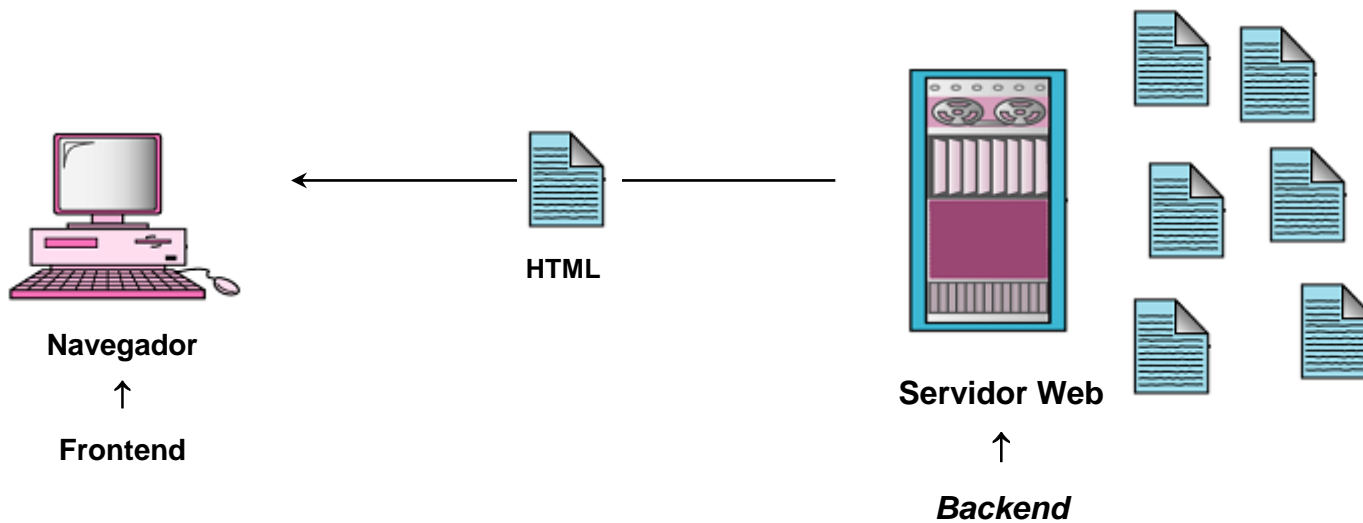 HTML
Navegador
↑
Frontend
Servidor Web
↑
Backend